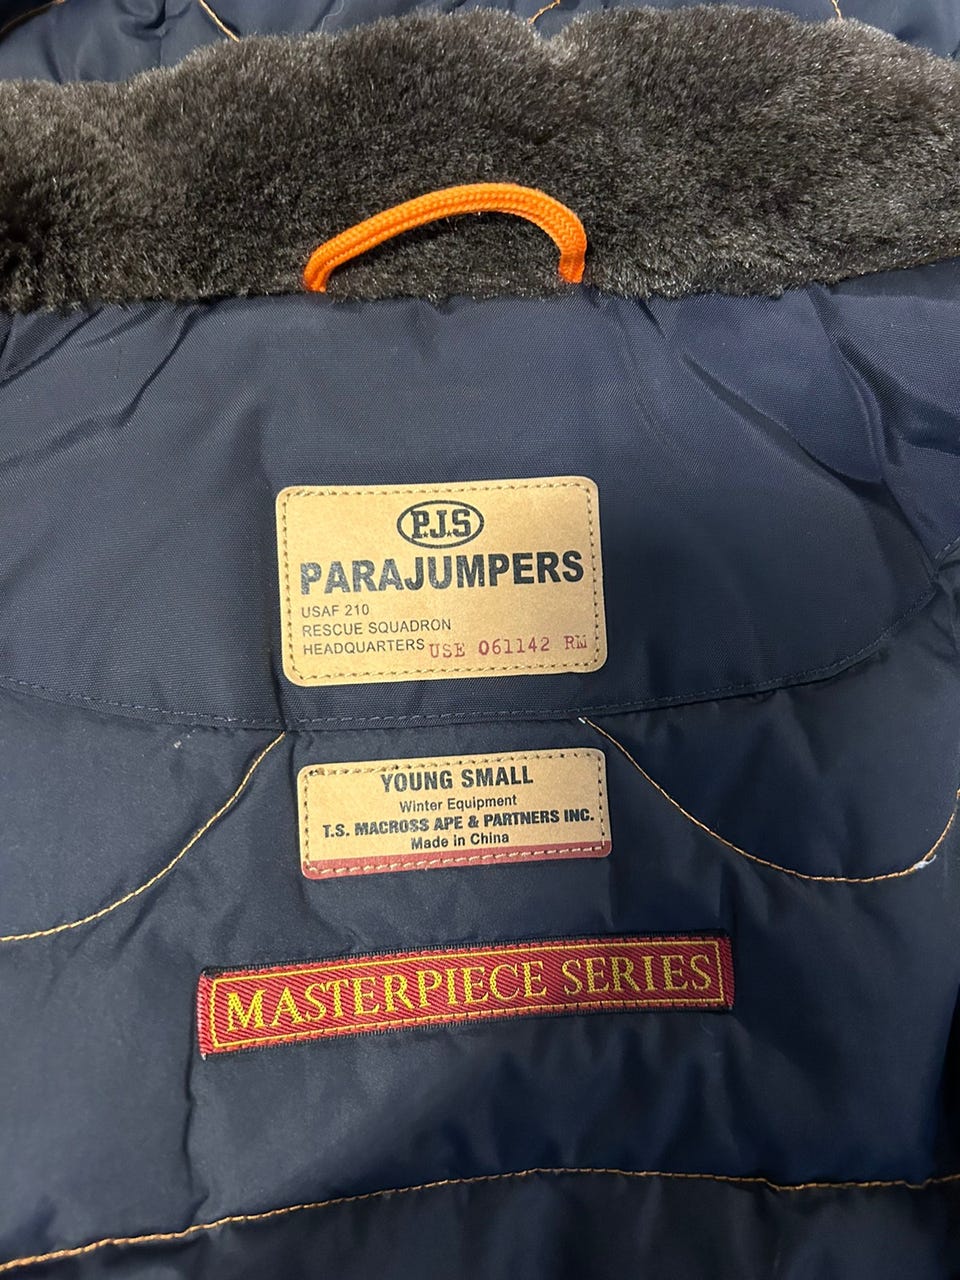 P.J.S
PARAJUMPERS
USAF 210
RESCUE SQUADRON
HEADQUARTERS USE 061142 RM
YOUNG SMALL
Winter Equipment
T.S. MACROSS APE & PARTNERS INC.
Made in China
MASTERPIECE SERIES